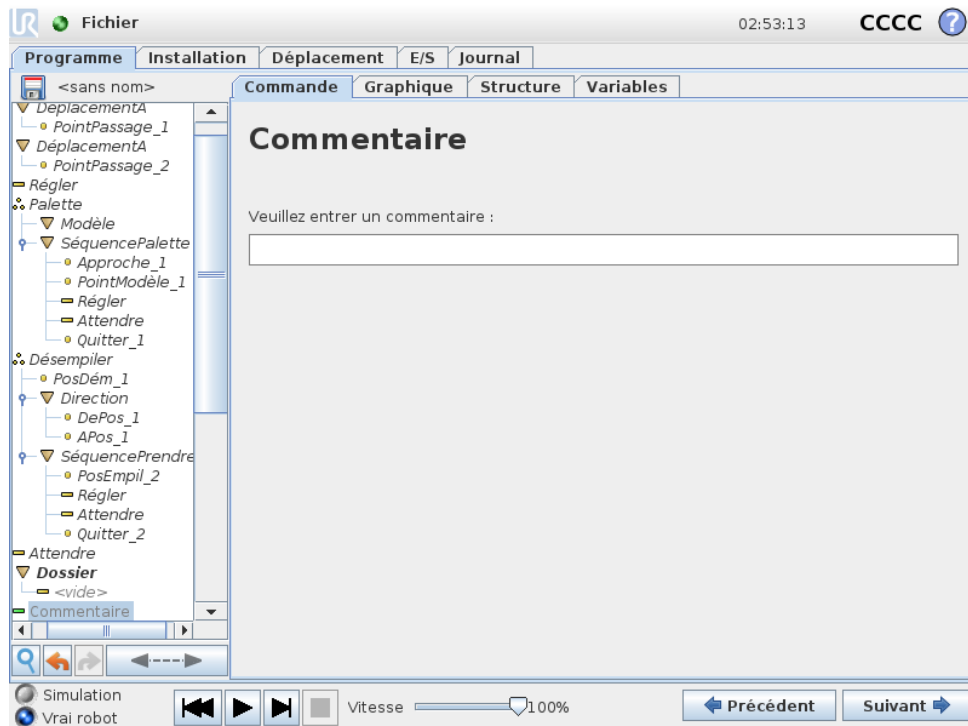 UR Fichier 02:53:13 CCCC ?
Programme Installation Déplacement E/S Journal
<sans nom>
Commande Graphique Structure Variables
DéplacementA
PointPassage_1
DéplacementA
PointPassage_2
Régler
Palette
Modèle
SéquencePalette
Approche_1
PointModèle_1
Régler
Attendre
Quitter_1
Désempiler
PosDém_1
Direction
DePos_1
APos_1
SéquencePrendre
PosEmpil_2
Régler
Attendre
Quitter_2
Attendre
Dossier
<vide>
Commentaire
Commentaire
Veuillez entrer un commentaire :
Simulation
Vrai robot
Vitesse 100%
Précédent Suivant